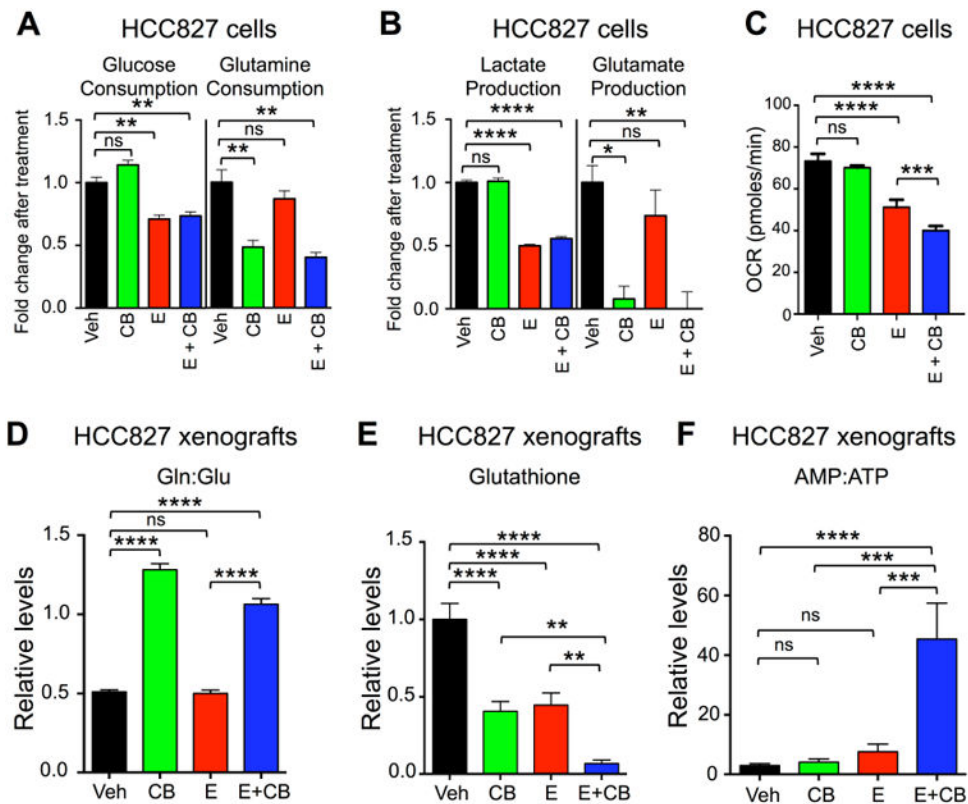 A
HCC827 cells
Glucose
Consumption
Glutamine
Consumption
Fold change after treatment
1.5
1.0
0.5
0.0
**
**
ns
**
ns
**
Veh
CB
E
E + CB
Veh
CB
E
E + CB
B
HCC827 cells
Lactate
Production
Glutamate
Production
Fold change after treatment
1.5
1.0
0.5
0.0
****
****
ns
**
ns
*
Veh
CB
E
E + CB
Veh
CB
E
E + CB
C
HCC827 cells
OCR (pmoles/min)
100
80
60
40
20
0
****
****
ns
***
Veh
CB
E
E + CB
D
HCC827 xenografts
Gln:Glu
Relative levels
1.5
1.0
0.5
0.0
****
ns
****
****
Veh
CB
E
E+CB
E
HCC827 xenografts
Glutathione
Relative levels
1.5
1.0
0.5
0.0
****
****
****
**
**
Veh
CB
E
E+CB
F
HCC827 xenografts
AMP:ATP
Relative levels
80
60
40
20
0
****
***
***
ns
ns
Veh
CB
E
E+CB